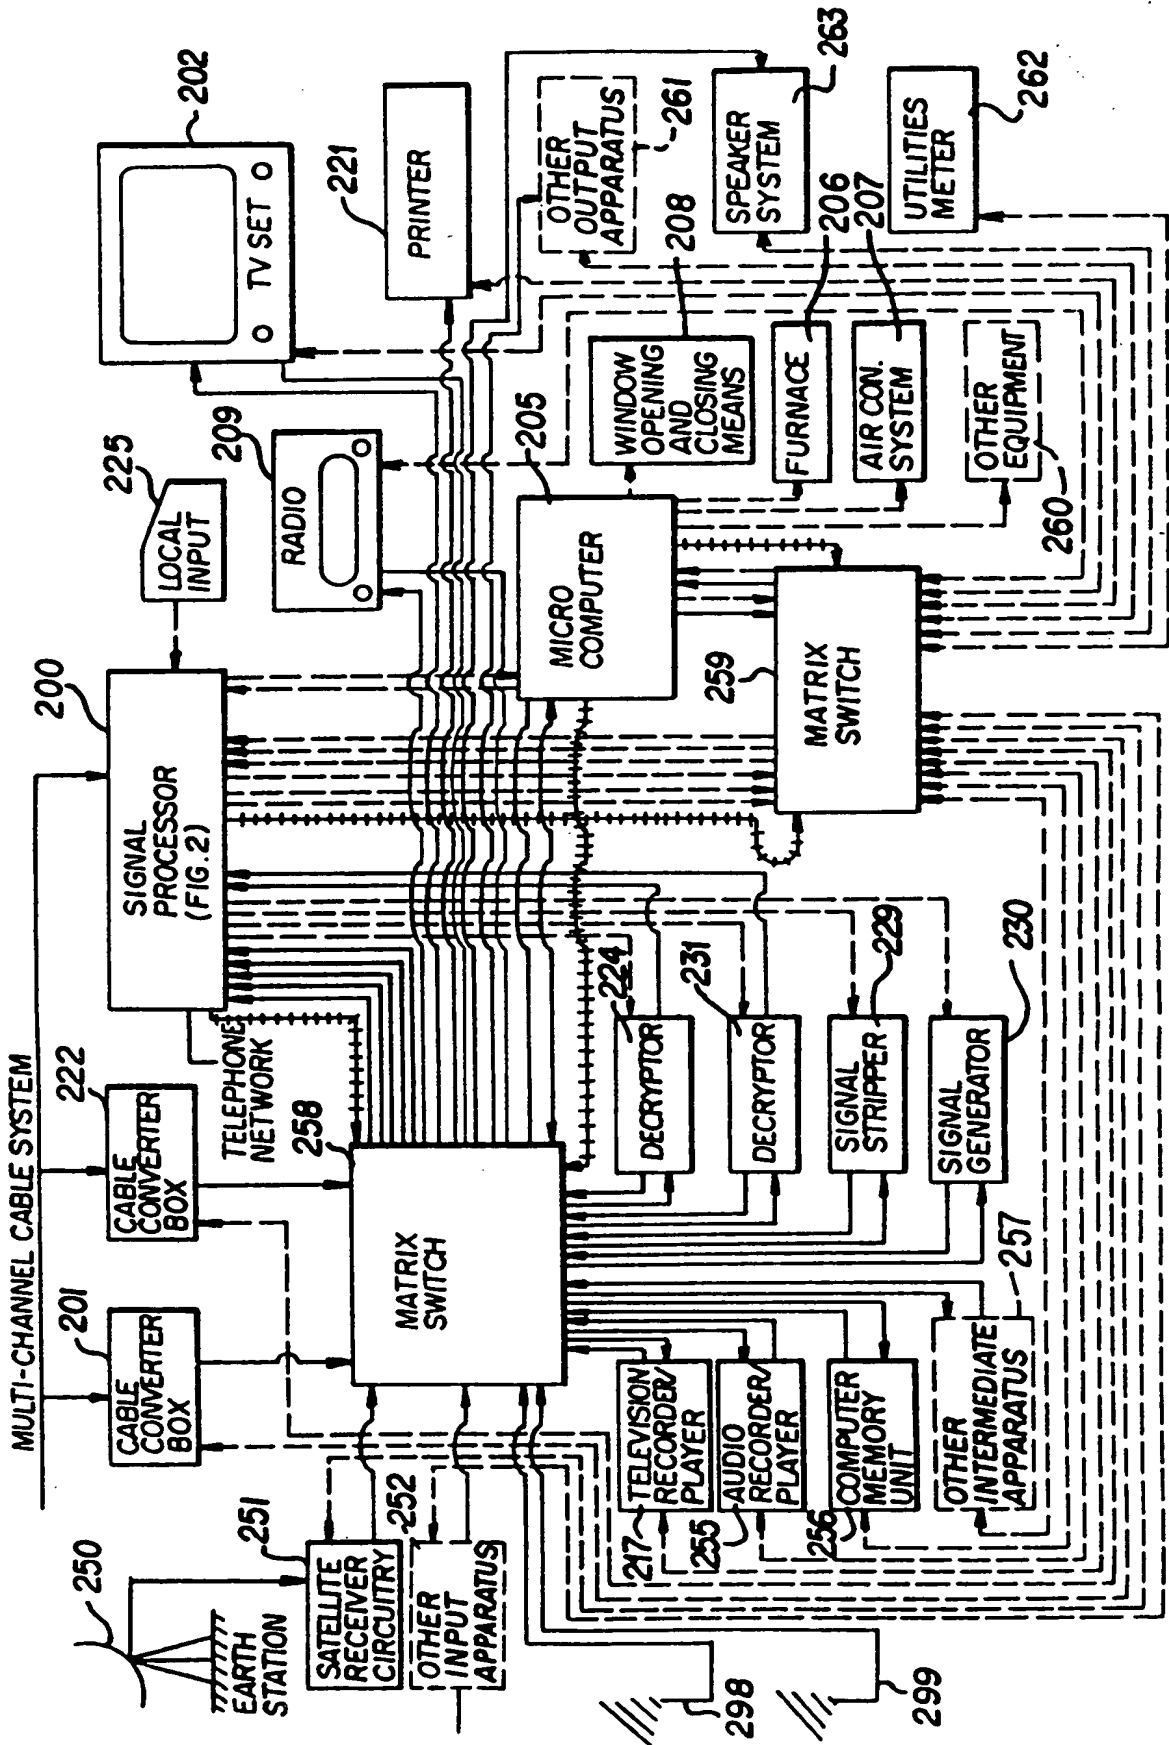 MULTI-CHANNEL CABLE SYSTEM
250
EARTH
STATION
251
SATELLITE
RECEIVER
CIRCUITRY
252
OTHER
INPUT
APPARATUS
298
299
201
CABLE
CONVERTER
BOX
222
CABLE
CONVERTER
BOX
TELEPHONE
NETWORK
258
MATRIX
SWITCH
200
SIGNAL
PROCESSOR
(FIG.2)
225
LOCAL
INPUT
209
RADIO
202
TV SET
221
PRINTER
217
TELEVISION
RECORDER/
PLAYER
255
AUDIO
RECORDER/
PLAYER
256
COMPUTER
MEMORY
UNIT
OTHER
INTERMEDIATE
APPARATUS
257
224
DECRYPTOR
231
DECRYPTOR
SIGNAL
STRIPPER
229
SIGNAL
GENERATOR
230
205
MICRO
COMPUTER
259
MATRIX
SWITCH
OTHER
OUTPUT
APPARATUS
261
208
WINDOW
OPENING
AND
CLOSING
MEANS
SPEAKER
SYSTEM
263
FURNACE
206
AIR CON.
SYSTEM
207
OTHER
EQUIPMENT
260
UTILITIES
METER
262